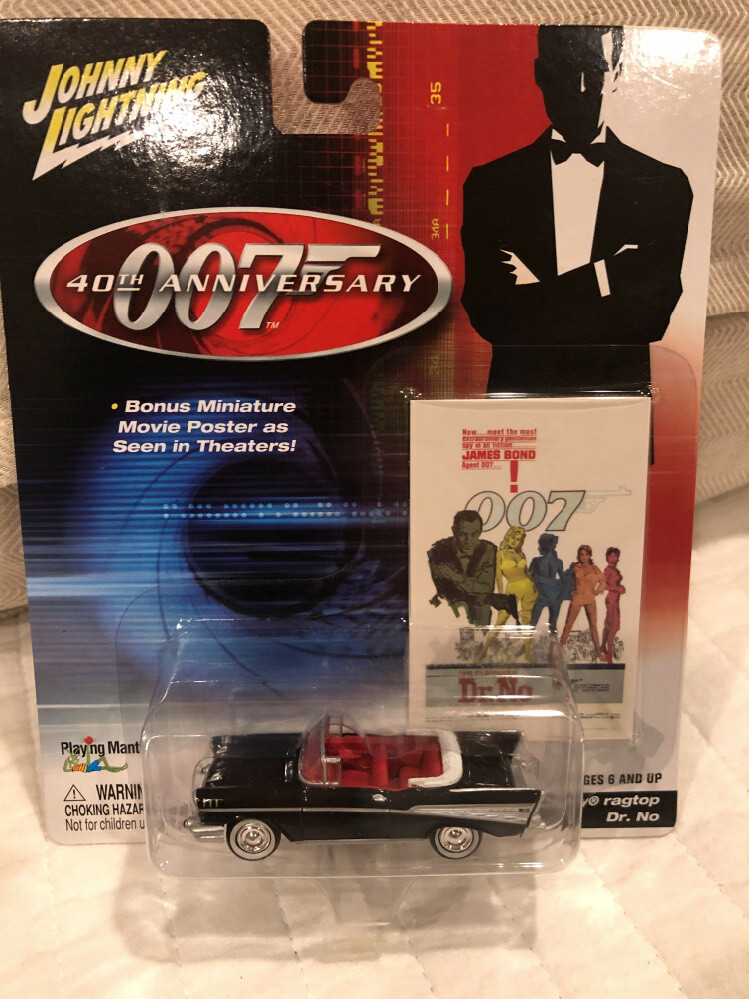 JOHNNY
LIGHTNING
35
34A
34
007
40TH ANNIVERSARY
TM
• Bonus Miniature
Movie Poster as
Seen in Theaters!
Now....meet the most
extraordinary gentleman
spy in all fiction.....
JAMES BOND
Agent 007...
!
007
Dr. No
Playing Mant
WARNIN
CHOKING HAZAR
Not for children u
GES 6 AND UP
y® ragtop
Dr. No